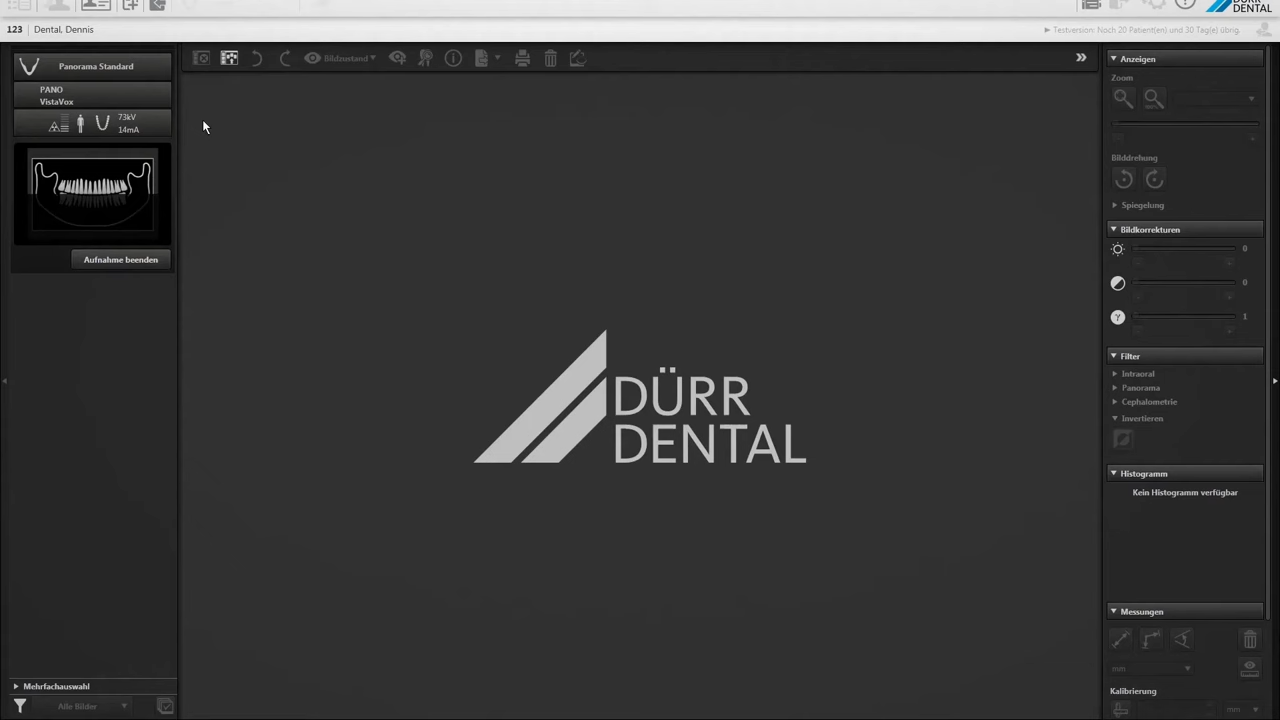 DÜRR
DENTAL
123 Dental, Dennis
Testversion: Noch 20 Patient(en) und 30 Tag(e) übrig.
Panorama Standard
PANO
VistaVox
73kV
14mA
Aufnahme beenden
Bildzustand
DÜRR
DENTAL
Anzeigen
Zoom
Bilddrehung
Spiegelung
Bildkorrekturen
0
0
γ 1
Filter
Intraoral
Panorama
Cephalometrie
Invertieren
Histogramm
Kein Histogramm verfügbar
Messungen
mm
Kalibrierung
mm
Mehrfachauswahl
Alle Bilder